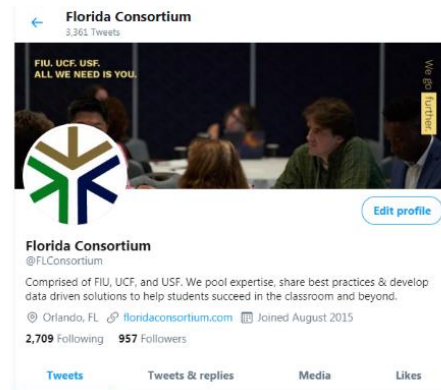 Florida Consortium
3,361 Tweets
FIU. UCF. USF.
ALL WE NEED IS YOU.
We go further.
Edit profile
Florida Consortium
@FLConsortium
Comprised of FIU, UCF, and USF. We pool expertise, share best practices & develop
data driven solutions to help students succeed in the classroom and beyond.
Orlando, FL floridaconsortium.com Joined August 2015
2,709 Following 957 Followers
Tweets Tweets & replies Media Likes